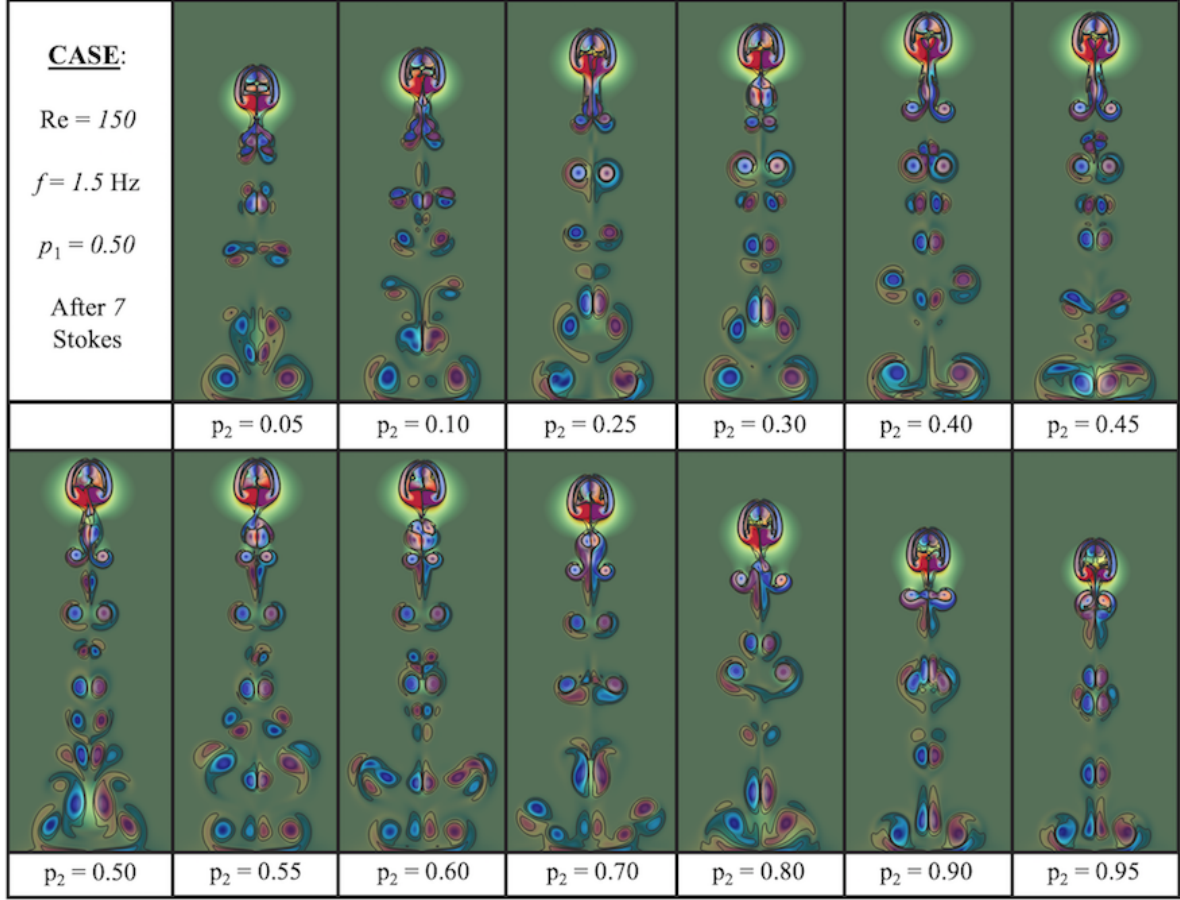 CASE:
Re = 150
f = 1.5 Hz
p₁ = 0.50
After 7
Stokes
p₂ = 0.05
p₂ = 0.10
p₂ = 0.25
p₂ = 0.30
p₂ = 0.40
p₂ = 0.45
p₂ = 0.50
p₂ = 0.55
p₂ = 0.60
p₂ = 0.70
p₂ = 0.80
p₂ = 0.90
p₂ = 0.95